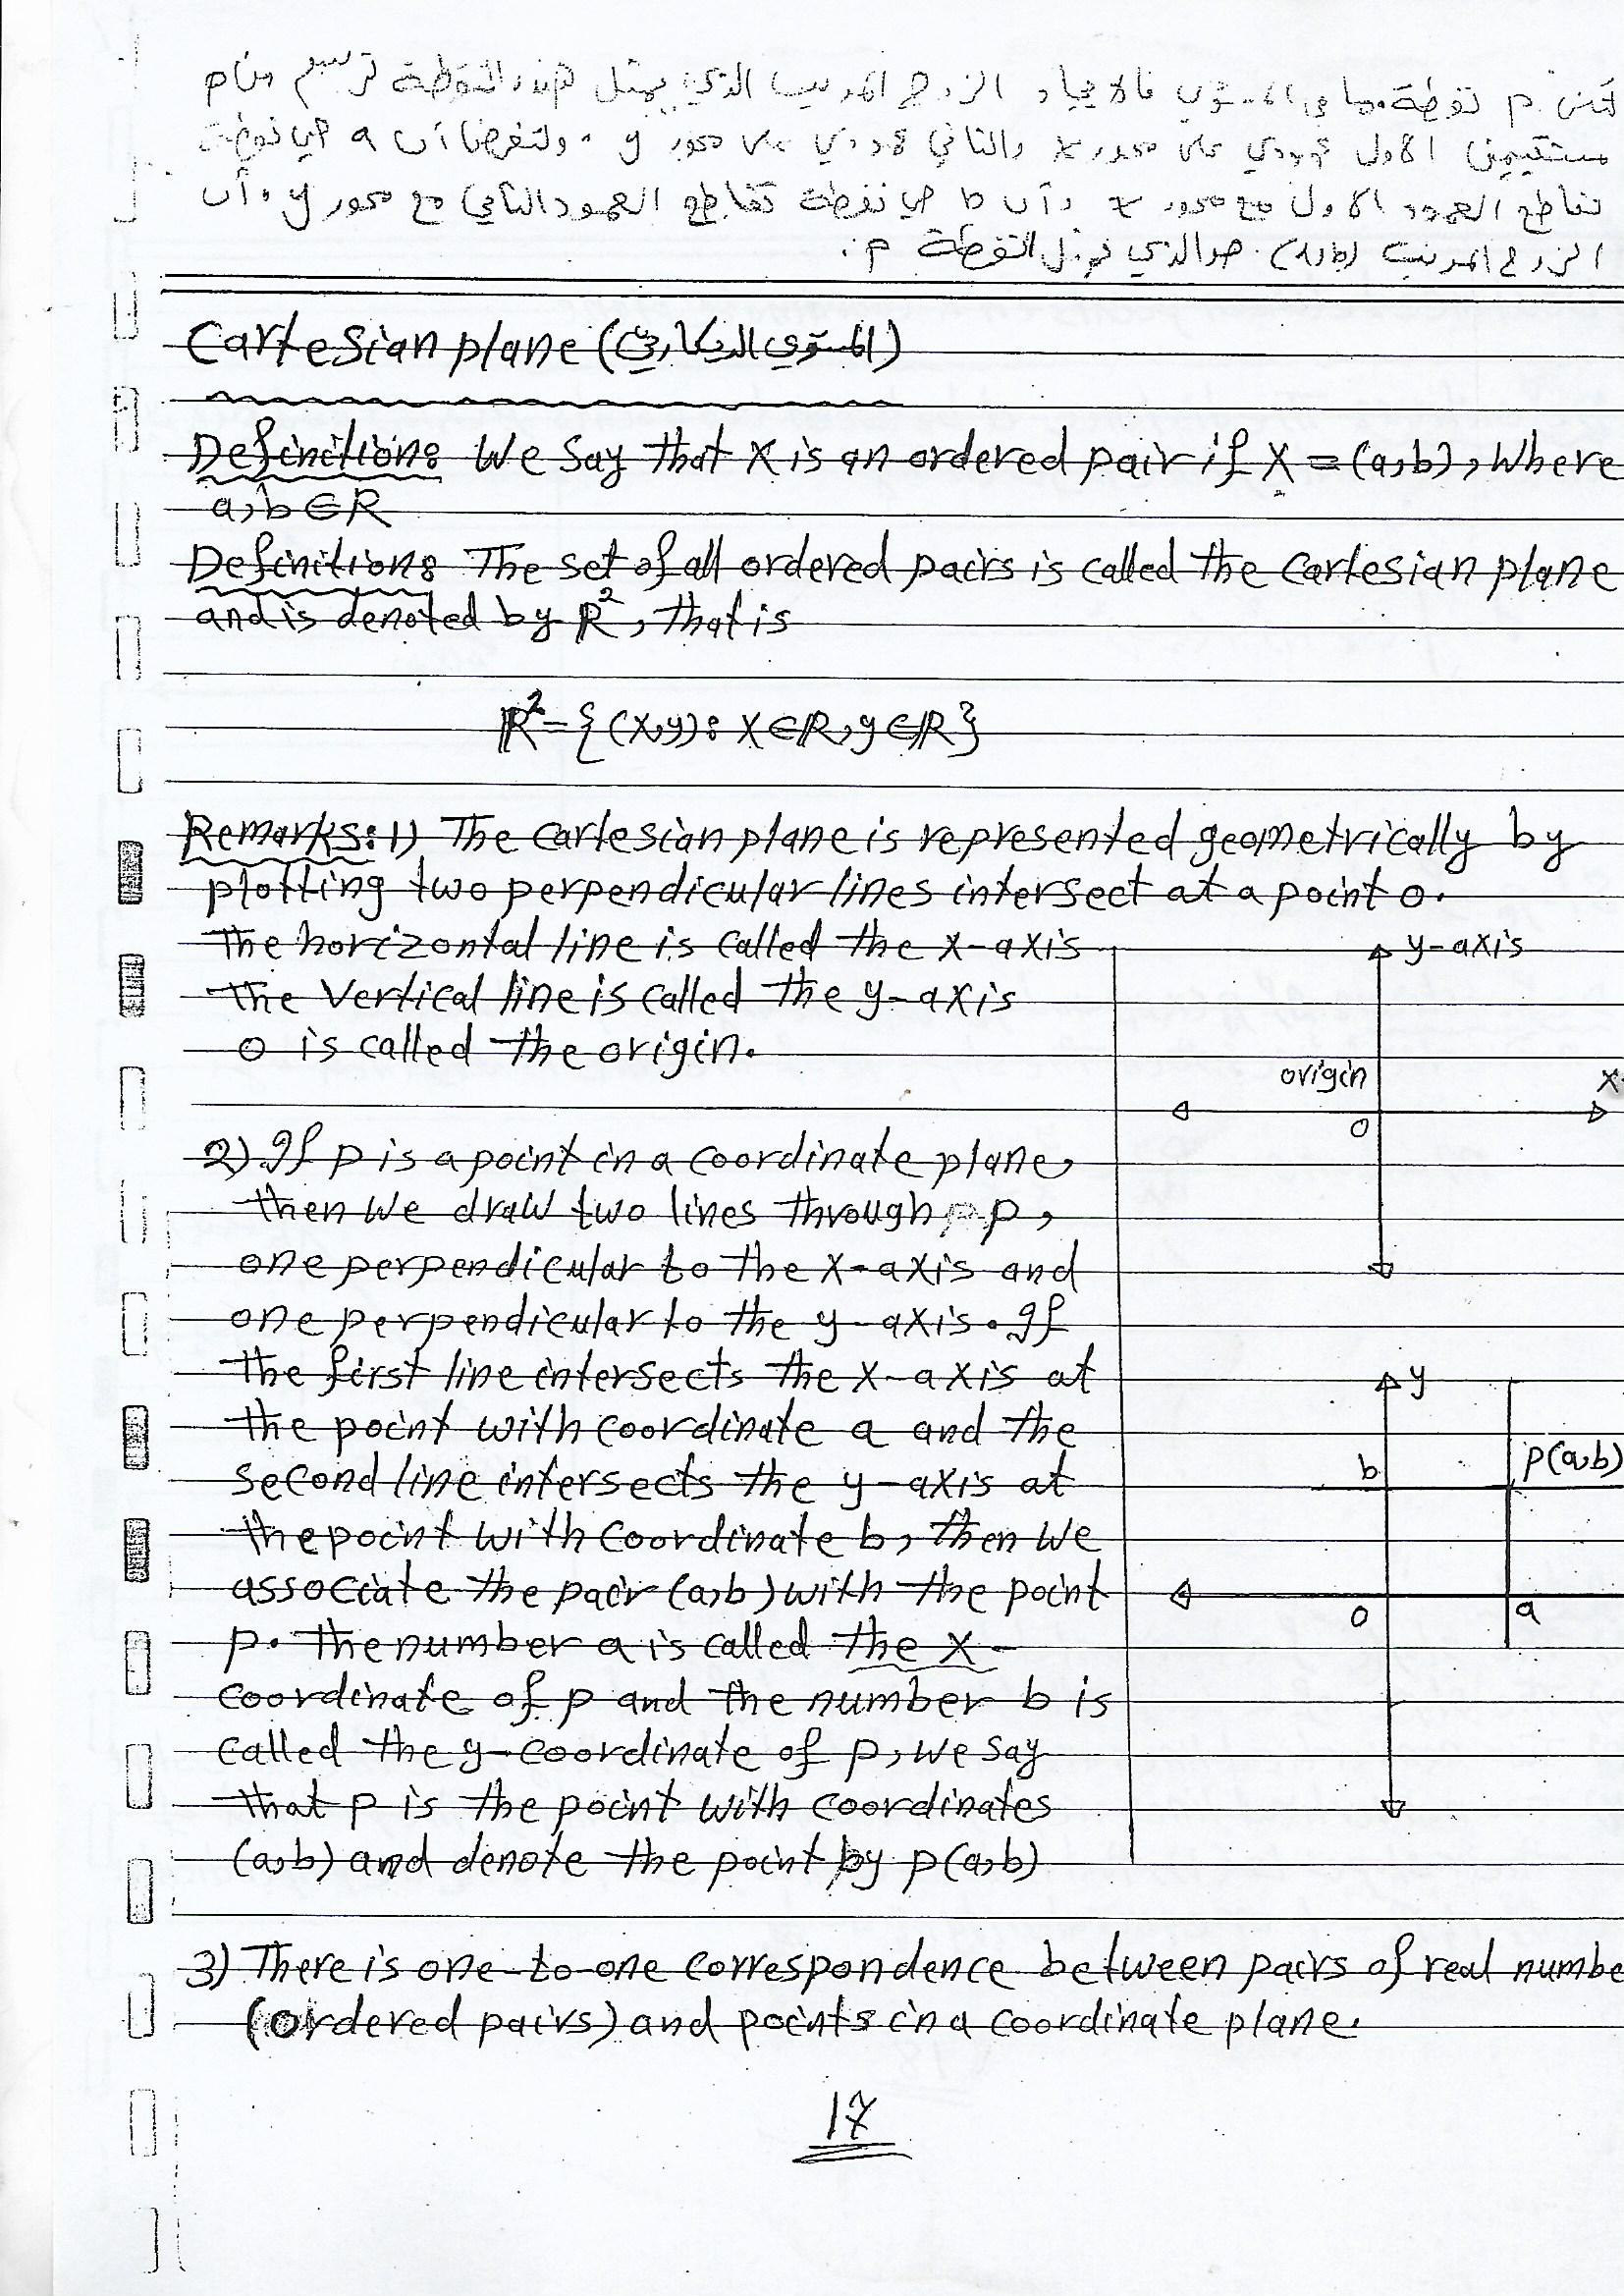 لتكن p نقطة ما في المستوي فلايجاد الزوج المرتب الذي يمثل هذه النقطة نرسم من p
مستقيمين الاول عمودي على محور x والثاني عمودي على محور y . ولنفرض أن a هي نقطة
تقاطع العمود الاول مع محور x وأن b هي نقطة تقاطع العمود الثاني مع محور y ، أن
الزوج المرتب (a,b) هو الذي يمثل النقطة p .
Cartesian plane (المستوي الديكارتي)
Definition: We say that X is an ordered pair if X = (a,b), where
a,b ∈ R
Definition: The set of all ordered pairs is called the Cartesian plane
and is denoted by R², that is
R² = {(x,y): x ∈ R, y ∈ R}
Remarks: 1) The Cartesian plane is represented geometrically by
plotting two perpendicular lines intersect at a point o.
The horizontal line is called the x-axis
The vertical line is called the y-axis
o is called the origin.
y-axis
origin
x
o
2) If p is a point in a coordinate plane,
then we draw two lines through p,
one perpendicular to the x-axis and
one perpendicular to the y-axis. If
the first line intersects the x-axis at
the point with coordinate a and the
second line intersects the y-axis at
the point with coordinate b, then we
associate the pair (a,b) with the point
p. The number a is called the x-
coordinate of p and the number b is
called the y-coordinate of p, we say
that p is the point with coordinates
(a,b) and denote the point by p(a,b)
y
b
p(a,b)
o
a
3) There is one-to-one correspondence between pairs of real numbe
(ordered pairs) and points in a coordinate plane.
17